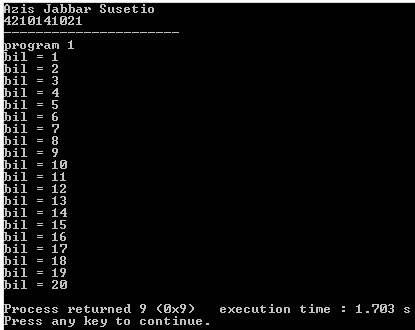 Azis Jabbar Susetio
4210141021
----------------------
program 1
bil = 1
bil = 2
bil = 3
bil = 4
bil = 5
bil = 6
bil = 7
bil = 8
bil = 9
bil = 10
bil = 11
bil = 12
bil = 13
bil = 14
bil = 15
bil = 16
bil = 17
bil = 18
bil = 19
bil = 20
Process returned 9 (0x9)   execution time : 1.703 s
Press any key to continue.